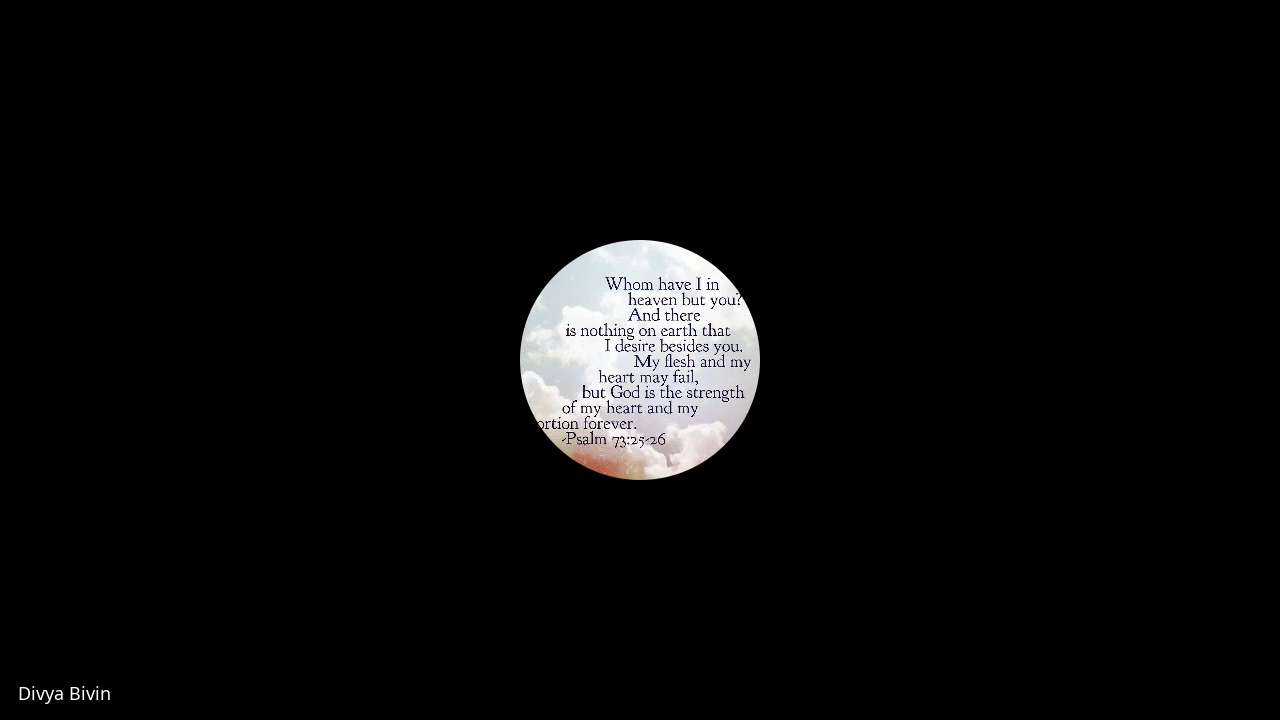 Whom have I in
heaven but you?
And there
is nothing on earth that
I desire besides you.
My flesh and my
heart may fail,
but God is the strength
of my heart and my
ortion forever.
-Psalm 73:25-26
Divya Bivin